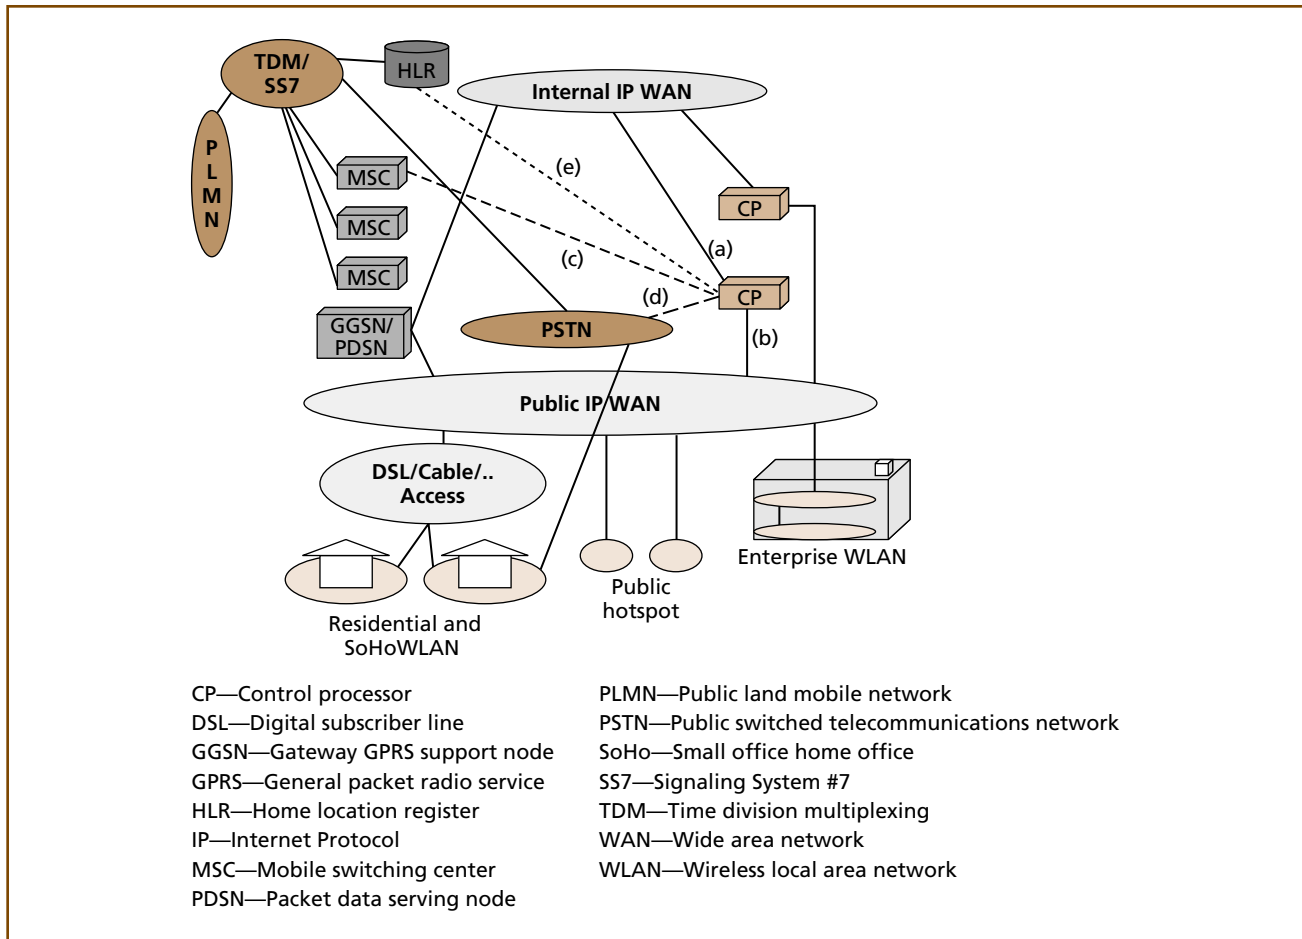 TDM/
SS7
HLR
Internal IP WAN
P
L
M
N
MSC
(e)
CP
MSC
(a)
(c)
MSC
CP
(d)
GGSN/
PDSN
PSTN
(b)
Public IP WAN
DSL/Cable/..
Access
Enterprise WLAN
Public
hotspot
Residential and
SoHoWLAN
CP—Control processor
DSL—Digital subscriber line
GGSN—Gateway GPRS support node
GPRS—General packet radio service
HLR—Home location register
IP—Internet Protocol
MSC—Mobile switching center
PDSN—Packet data serving node
PLMN—Public land mobile network
PSTN—Public switched telecommunications network
SoHo—Small office home office
SS7—Signaling System #7
TDM—Time division multiplexing
WAN—Wide area network
WLAN—Wireless local area network